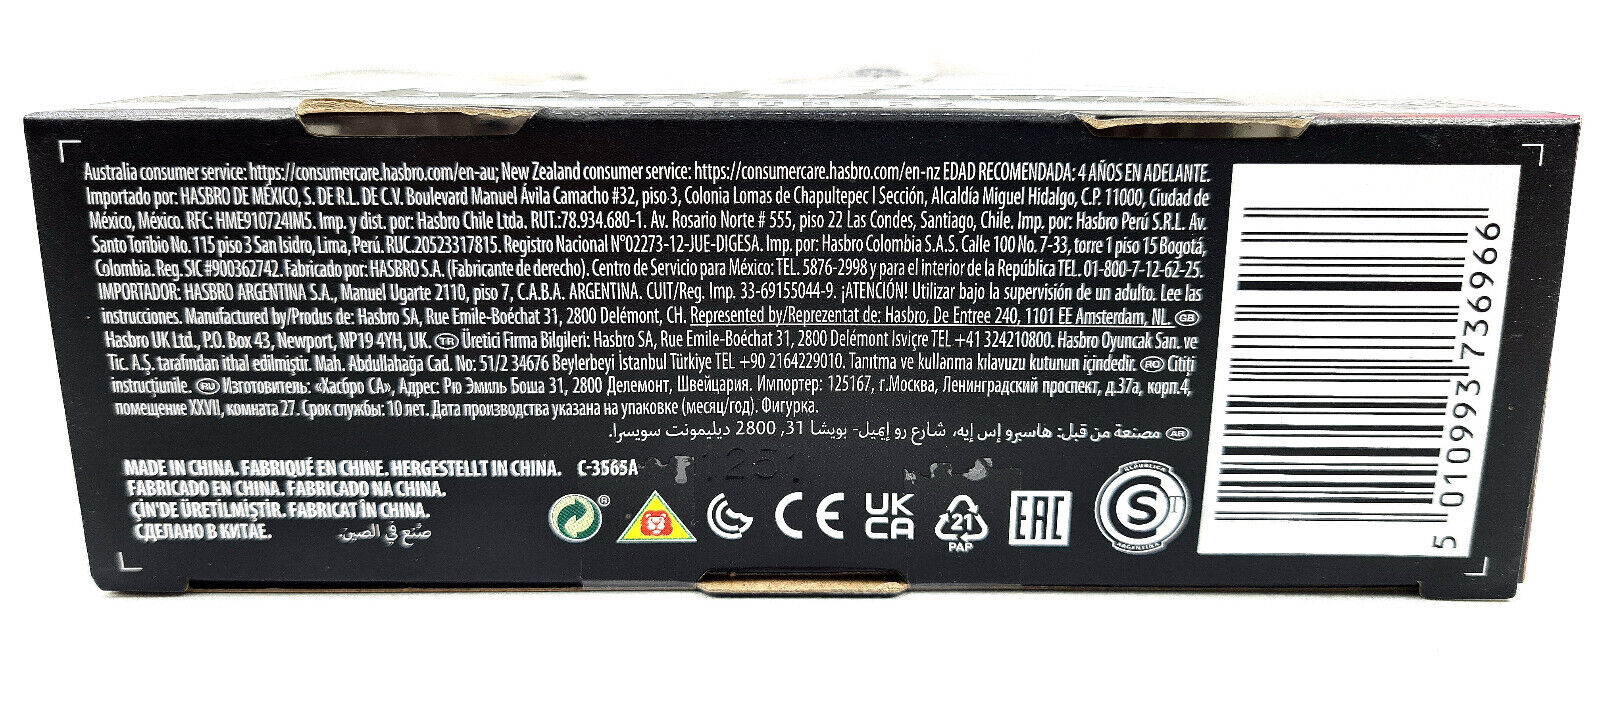 Australia consumer service: https://consumercare.hasbro.com/en-au; New Zealand consumer service: https://consumercare.hasbro.com/en-nz EDAD RECOMENDADA: 4 AÑOS EN ADELANTE.
Importado por: HASBRO DE MÉXICO, S. DE R.L. DE C.V. Boulevard Manuel Ávila Camacho #32, piso 3, Colonia Lomas de Chapultepec I Sección, Alcaldía Miguel Hidalgo, C.P. 11000, Ciudad de
México, México. RFC: HME910724IM5. Imp. y dist. por: Hasbro Chile Ltda. RUT.:78.934.680-1. Av. Rosario Norte # 555, piso 22 Las Condes, Santiago, Chile. Imp. por: Hasbro Perú S.R.L. Av.
Santo Toribio No. 115 piso 3 San Isidro, Lima, Perú. RUC.20523317815. Registro Nacional N°02273-12-JUE-DIGESA. Imp. por: Hasbro Colombia S.A.S. Calle 100 No. 7-33, torre 1 piso 15 Bogotá,
Colombia. Reg. SIC #900362742. Fabricado por: HASBRO S.A. (Fabricante de derecho). Centro de Servicio para México: TEL. 5876-2998 y para el interior de la República TEL. 01-800-7-12-62-25.
IMPORTADOR: HASBRO ARGENTINA S.A., Manuel Ugarte 2110, piso 7, C.A.B.A. ARGENTINA. CUIT/Reg. Imp. 33-69155044-9. ¡ATENCIÓN! Utilizar bajo la supervisión de un adulto. Lee las
instrucciones. Manufactured by/Produs de: Hasbro SA, Rue Emile-Boéchat 31, 2800 Delémont, CH. Represented by/Reprezentat de: Hasbro, De Entree 240, 1101 EE Amsterdam, NL. GB
Hasbro UK Ltd., P.O. Box 43, Newport, NP19 4YH, UK. TR Üretici Firma Bilgileri: Hasbro SA, Rue Emile-Boéchat 31, 2800 Delémont İsviçre TEL +41 324210800. Hasbro Oyuncak San. ve
Tic. A.Ş. tarafından ithal edilmiştir. Mah. Abdullahağa Cad. No: 51/2 34676 Beylerbeyi İstanbul Türkiye TEL +90 2164229010. Tanıtma ve kullanma kılavuzu kutunun içindedir. RO Citiți
instrucțiunile. RU Изготовитель: «Хасбро СА», Адрес: Рю Эмиль Боша 31, 2800 Делемонт, Швейцария. Импортер: 125167, г.Москва, Ленинградский проспект, д.37а, корп.4,
помещение XXVII, комната 27. Срок службы: 10 лет. Дата производства указана на упаковке (месяц/год). Фигурка.
AR مصنعة من قبل: هاسبرو إس إيه، شارع رو إيميل- بويشا 31, 2800 ديليمونت سويسرا.
MADE IN CHINA. FABRIQUÉ EN CHINE. HERGESTELLT IN CHINA. C-3565A
FABRICADO EN CHINA. FABRICADO NA CHINA.
ÇİN'DE ÜRETİLMİŞTİR. FABRICAT ÎN CHINA.
СДЕЛАНО В КИТАЕ. صُنع في الصين.
CE UK CA 21 PAP EAC
REPUBLICA S T ARGENTINA
5 010993 736966